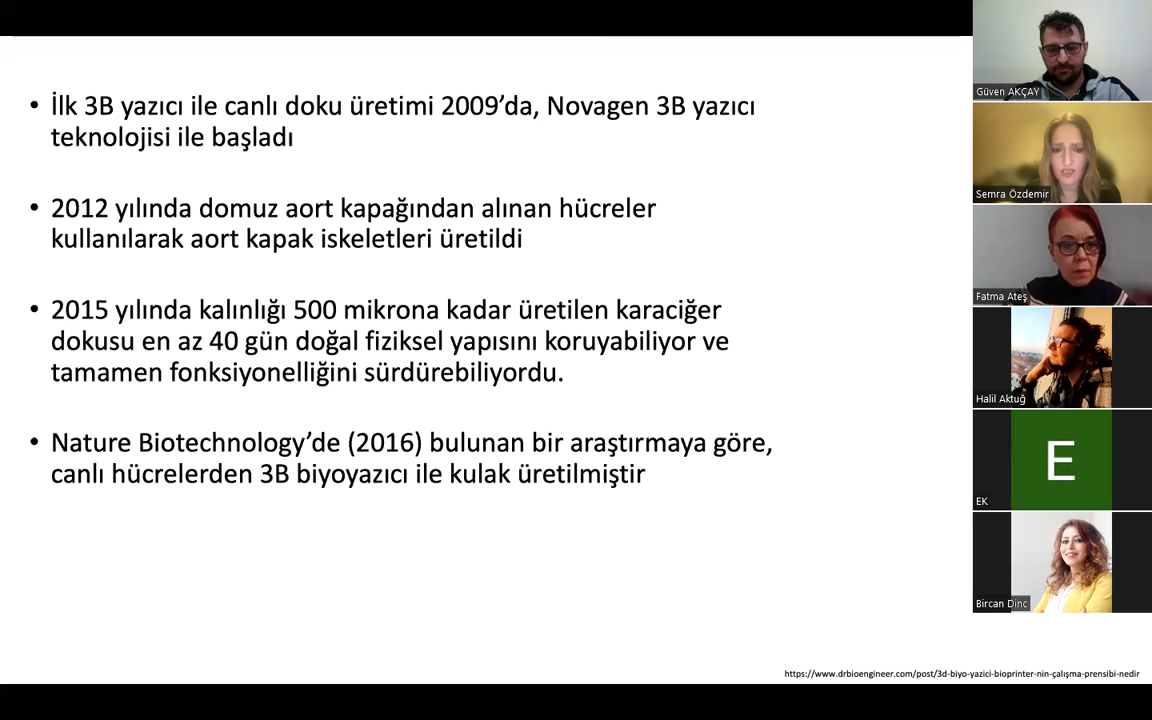 • İlk 3B yazıcı ile canlı doku üretimi 2009’da, Novagen 3B yazıcı
teknolojisi ile başladı
• 2012 yılında domuz aort kapağından alınan hücreler
kullanılarak aort kapak iskeletleri üretildi
• 2015 yılında kalınlığı 500 mikrona kadar üretilen karaciğer
dokusu en az 40 gün doğal fiziksel yapısını koruyabiliyor ve
tamamen fonksiyonelliğini sürdürebiliyordu.
• Nature Biotechnology’de (2016) bulunan bir araştırmaya göre,
canlı hücrelerden 3B biyoyazıcı ile kulak üretilmiştir
https://www.drbioengineer.com/post/3d-biyo-yazici-bioprinter-nin-çalışma-prensibi-nedir
Güven AKÇAY
Semra Özdemir
Fatma Ateş
Halil Aktuğ
E
EK
Bircan Dinc